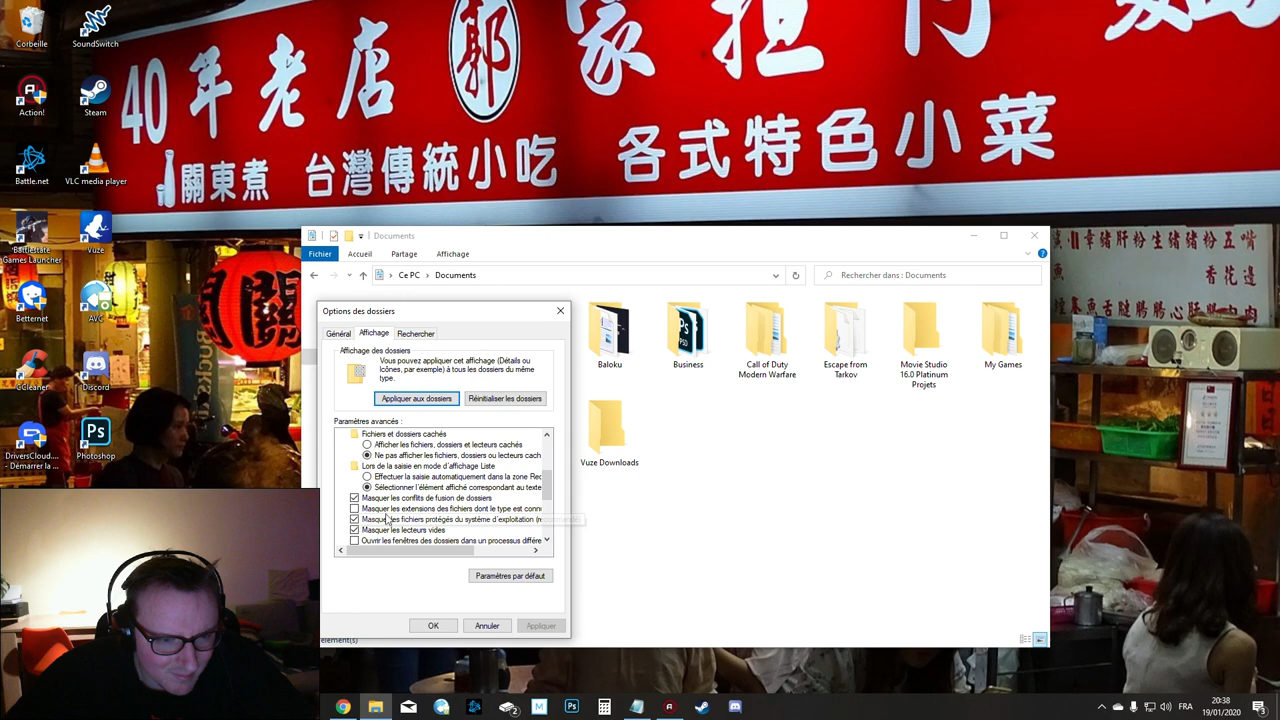 40年老店 郭 家 担
關東煮 台灣傳統小吃 各式特色小菜
Corbeille
SoundSwitch
Action!
Steam
Battle.net
VLC media player
Battlestate Games Launcher
Vuze
Betternet
AVC
CCleaner
Discord
DriversCloud.... - Démarrer la ...
Photoshop
Documents
Fichier Accueil Partage Affichage
Ce PC Documents
Rechercher dans : Documents
Baloku
Business
Call of Duty Modern Warfare
Escape from Tarkov
Movie Studio 16.0 Platinum Projets
My Games
Vuze Downloads
Options des dossiers
Général Affichage Rechercher
Affichage des dossiers
Vous pouvez appliquer cet affichage (Détails ou
Icônes, par exemple) à tous les dossiers du même
type.
Appliquer aux dossiers Réinitialiser les dossiers
Paramètres avancés :
Fichiers et dossiers cachés
Afficher les fichiers, dossiers et lecteurs cachés
Ne pas afficher les fichiers, dossiers ou lecteurs cach
Lors de la saisie en mode d'affichage Liste
Effectuer la saisie automatiquement dans la zone Rec
Sélectionner l'élément affiché correspondant au texte
Masquer les conflits de fusion de dossiers
Masquer les extensions des fichiers dont le type est conn
Masquer les fichiers protégés du système d'exploitation (re
Masquer les lecteurs vides
Ouvrir les fenêtres des dossiers dans un processus différe
Paramètres par défaut
OK Annuler Appliquer
élément(s)
FRA
20:38
19/01/2020